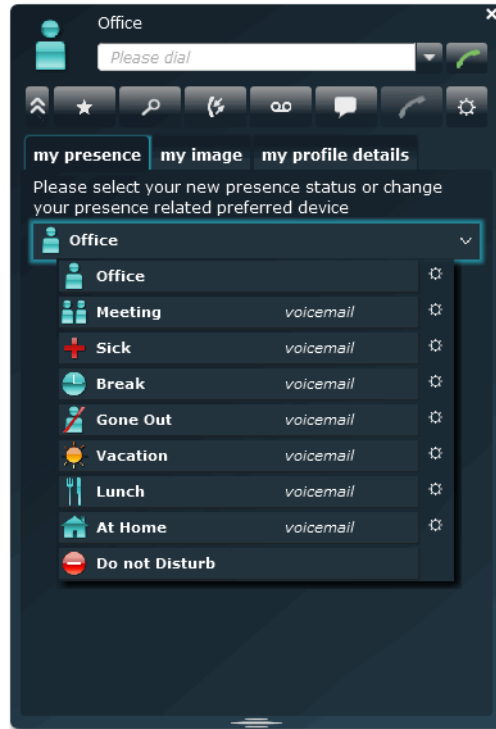 Office
Please dial
my presence my image my profile details
Please select your new presence status or change
your presence related preferred device
Office
Office
Meeting voicemail
Sick voicemail
Break voicemail
Gone Out voicemail
Vacation voicemail
Lunch voicemail
At Home voicemail
Do not Disturb